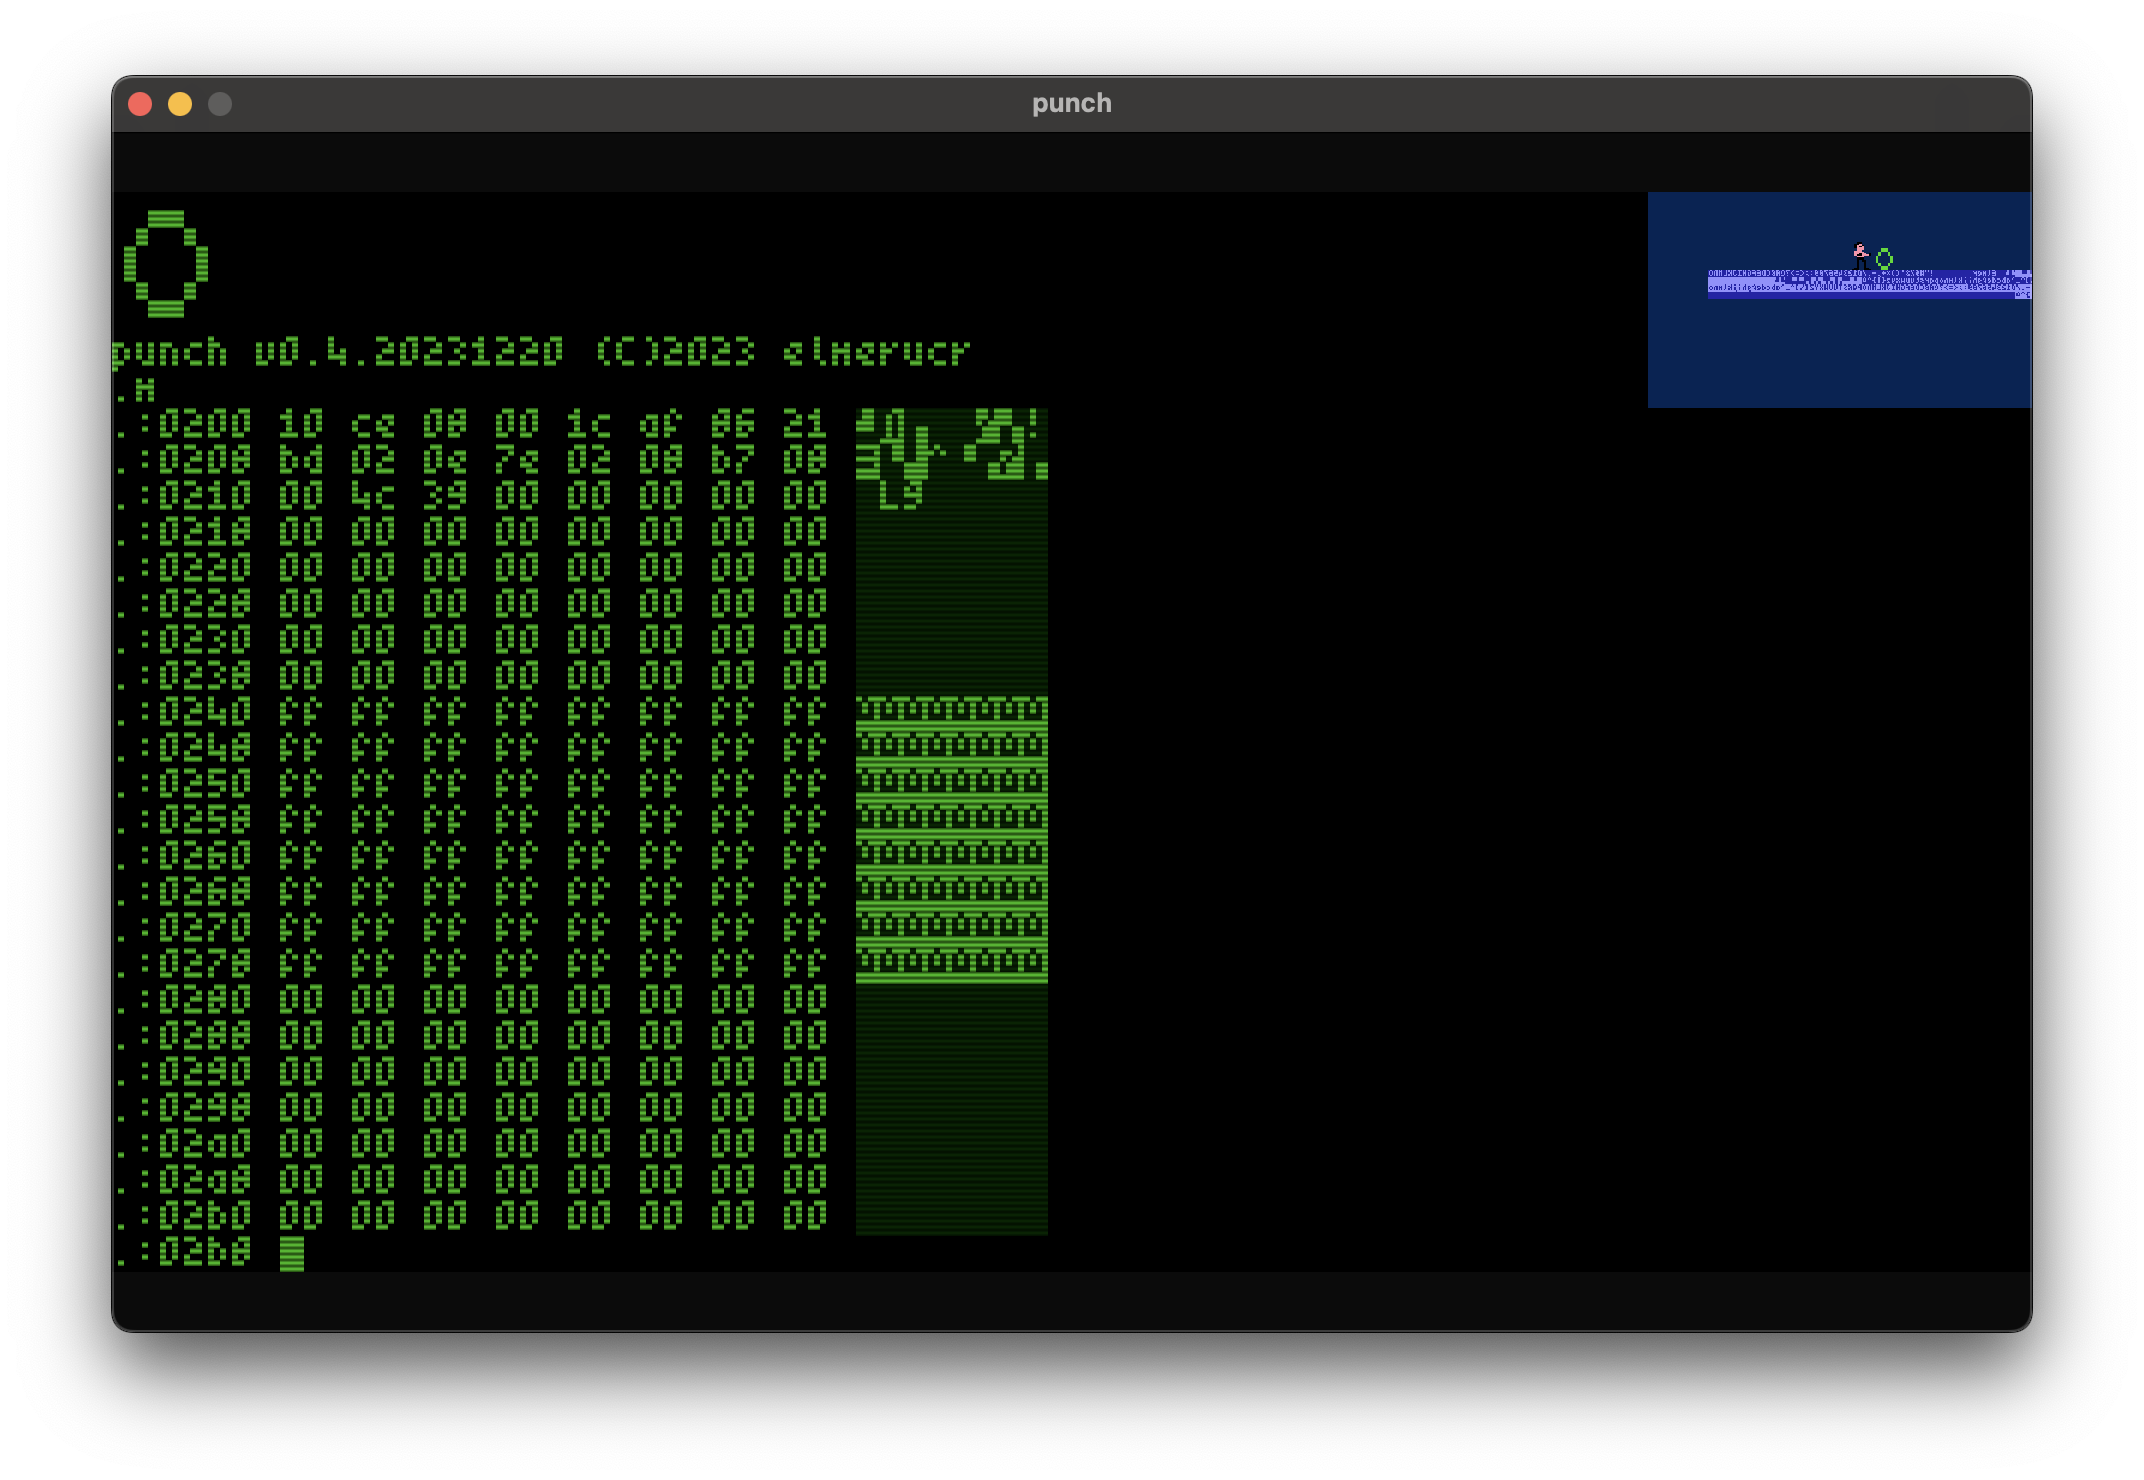 punch
punch v0.4.20231220 (C)2023 elmerucr
.m
.:0200 10 ce 08 00 1c ef 86 21
.:0208 bd 02 0e 7e 02 08 b7 08
.:0210 00 4c 39 00 00 00 00 00
.:0218 00 00 00 00 00 00 00 00
.:0220 00 00 00 00 00 00 00 00
.:0228 00 00 00 00 00 00 00 00
.:0230 00 00 00 00 00 00 00 00
.:0238 00 00 00 00 00 00 00 00
.:0240 ff ff ff ff ff ff ff ff
.:0248 ff ff ff ff ff ff ff ff
.:0250 ff ff ff ff ff ff ff ff
.:0258 ff ff ff ff ff ff ff ff
.:0260 ff ff ff ff ff ff ff ff
.:0268 ff ff ff ff ff ff ff ff
.:0270 ff ff ff ff ff ff ff ff
.:0278 ff ff ff ff ff ff ff ff
.:0280 00 00 00 00 00 00 00 00
.:0288 00 00 00 00 00 00 00 00
.:0290 00 00 00 00 00 00 00 00
.:0298 00 00 00 00 00 00 00 00
.:02a0 00 00 00 00 00 00 00 00
.:02a8 00 00 00 00 00 00 00 00
.:02b0 00 00 00 00 00 00 00 00
.:02b8